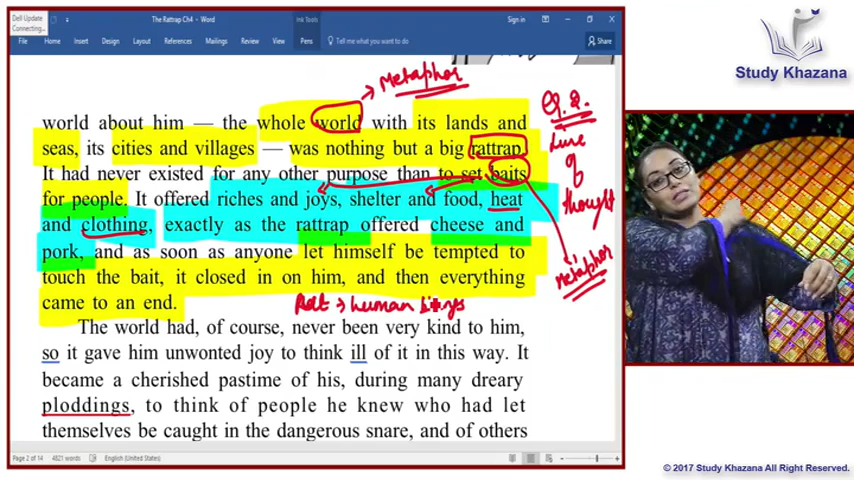 Dell Update
Connecting...
The Rattrap Ch4 - Word
Ink Tools
Sign in
File
Home
Insert
Design
Layout
References
Mailings
Review
View
Pens
Tell me what you want to do
Share
Study Khazana
Metaphor
world about him — the whole world with its lands and
seas, its cities and villages — was nothing but a big rattrap.
It had never existed for any other purpose than to set baits
for people. It offered riches and joys, shelter and food, heat
and clothing, exactly as the rattrap offered cheese and
pork, and as soon as anyone let himself be tempted to
touch the bait, it closed in on him, and then everything
came to an end.
Rat → human beings
Line
of
thought
metaphor
The world had, of course, never been very kind to him,
so it gave him unwonted joy to think ill of it in this way. It
became a cherished pastime of his, during many dreary
ploddings, to think of people he knew who had let
themselves be caught in the dangerous snare, and of others
Page 2 of 14
4821 words
English (United States)
100%
© 2017 Study Khazana All Right Reserved.